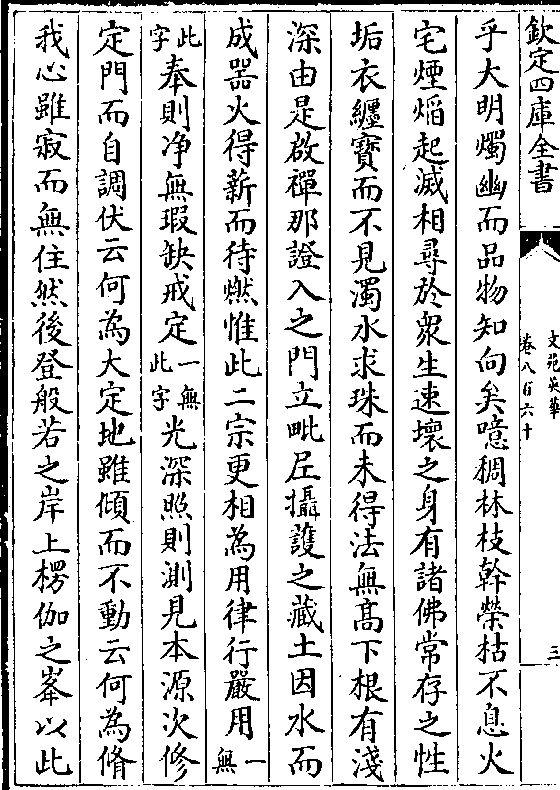 欽定四庫全書
文苑英華
卷八百六十
三
乎大明燭幽而品物知向矣噫稠林枝幹榮枯不息火
宅煙熖起滅相尋於衆生速壞之身有諸佛常存之性
垢衣纒寶而不見濁水求珠而未得法無髙下根有淺
深由是啟禪那證入之門立毗尼攝護之藏土因水而
成器火得薪而待燃惟此二宗更相為用律行嚴用一無
此字奉則净無瑕缺戒定一無此字光深照則測見本源次修
定門而自調伏云何為大定地雖傾而不動云何為脩
我心雖寂而無住然後登般若之岸上楞伽之峯以此